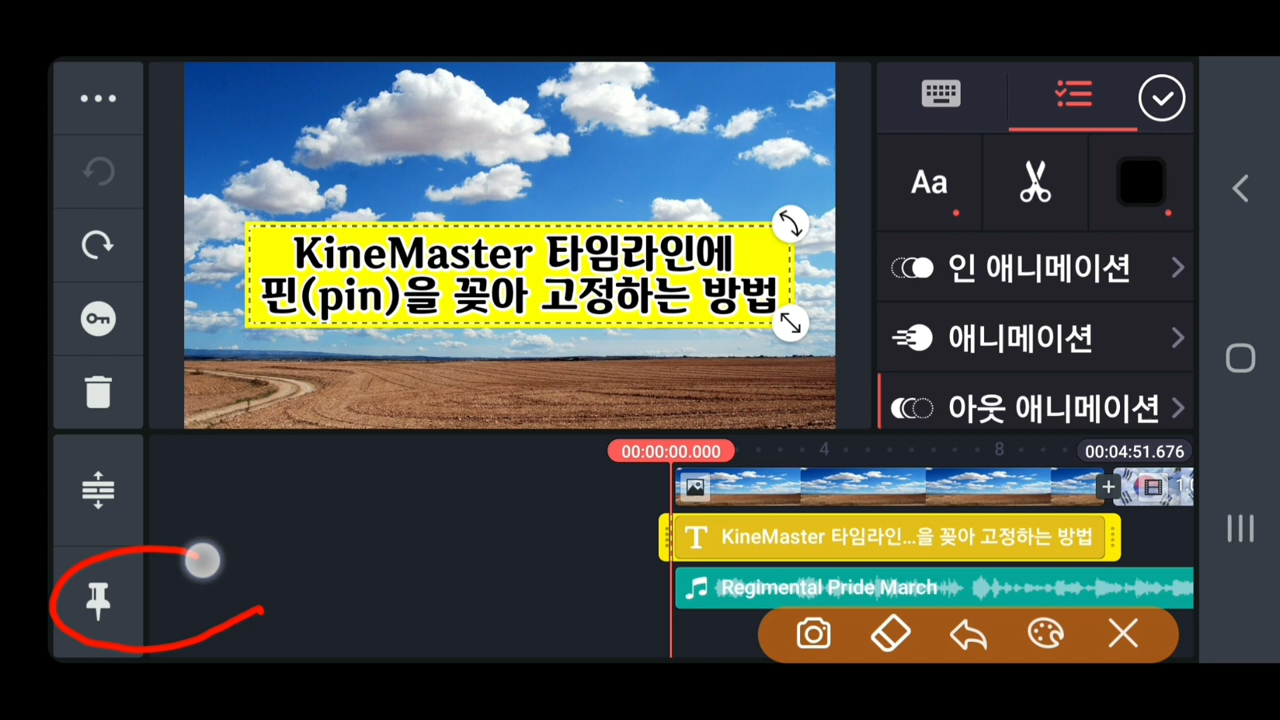 KineMaster 타임라인에
핀(pin)을 꽂아 고정하는 방법
Aa
인 애니메이션
애니메이션
아웃 애니메이션
00:00:00.000
4
8
00:04:51.676
T KineMaster 타임라인...을 꽂아 고정하는 방법
Regimental Pride March